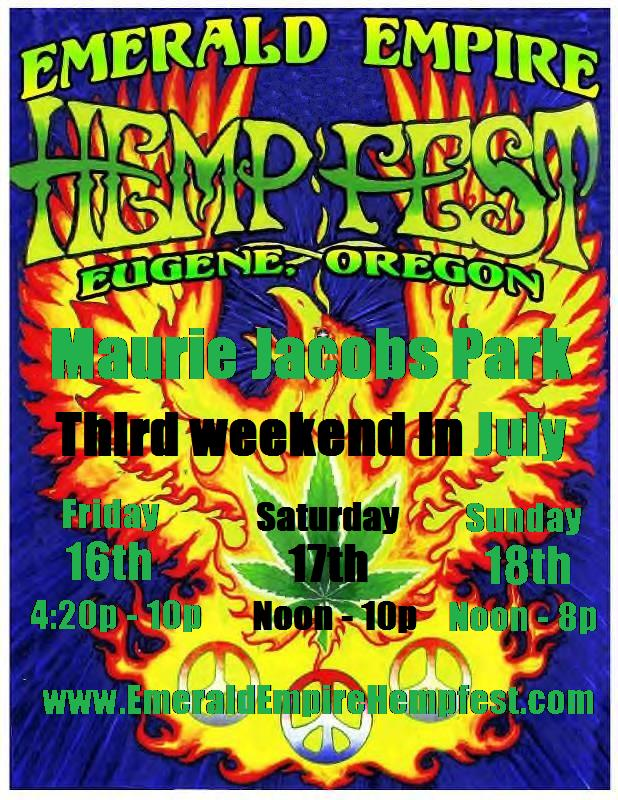 EMERALD EMPIRE
HEMP FEST
EUGENE, OREGON
Maurie Jacobs Park
Third weekend in July
Friday Saturday Sunday
16th 17th 18th
4:20p - 10p Noon - 10p Noon - 8p
www.EmeraldEmpireHempfest.com